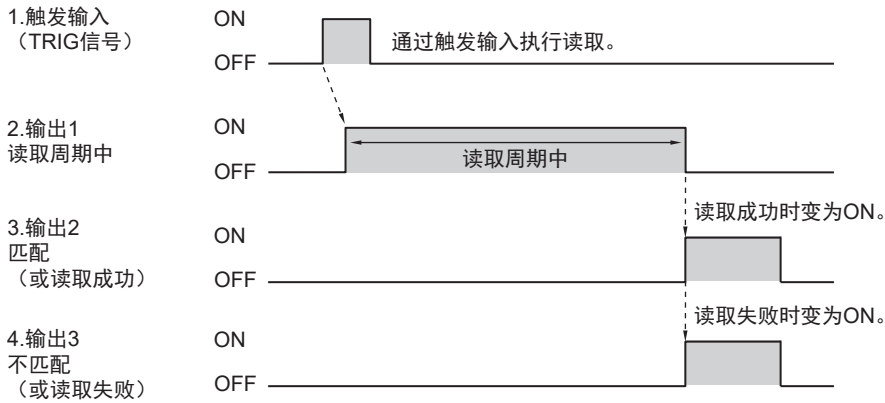 1.触发输入
（TRIG信号）
ON
OFF
通过触发输入执行读取。
2.输出1
读取周期中
ON
OFF
读取周期中
3.输出2
匹配
（或读取成功）
ON
OFF
读取成功时变为ON。
4.输出3
不匹配
（或读取失败）
ON
OFF
读取失败时变为ON。